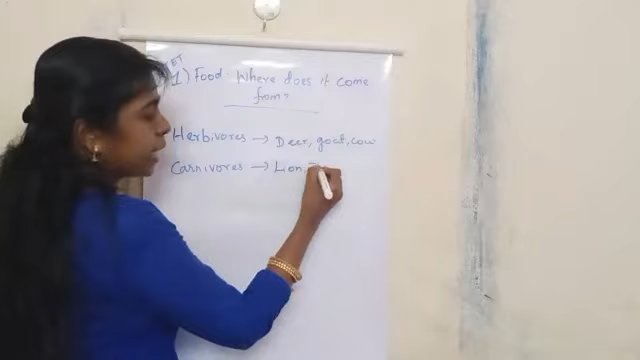 1) Food Where does it come
from?
Herbivores → Deer, goat, cow
Carnivores → Lion,